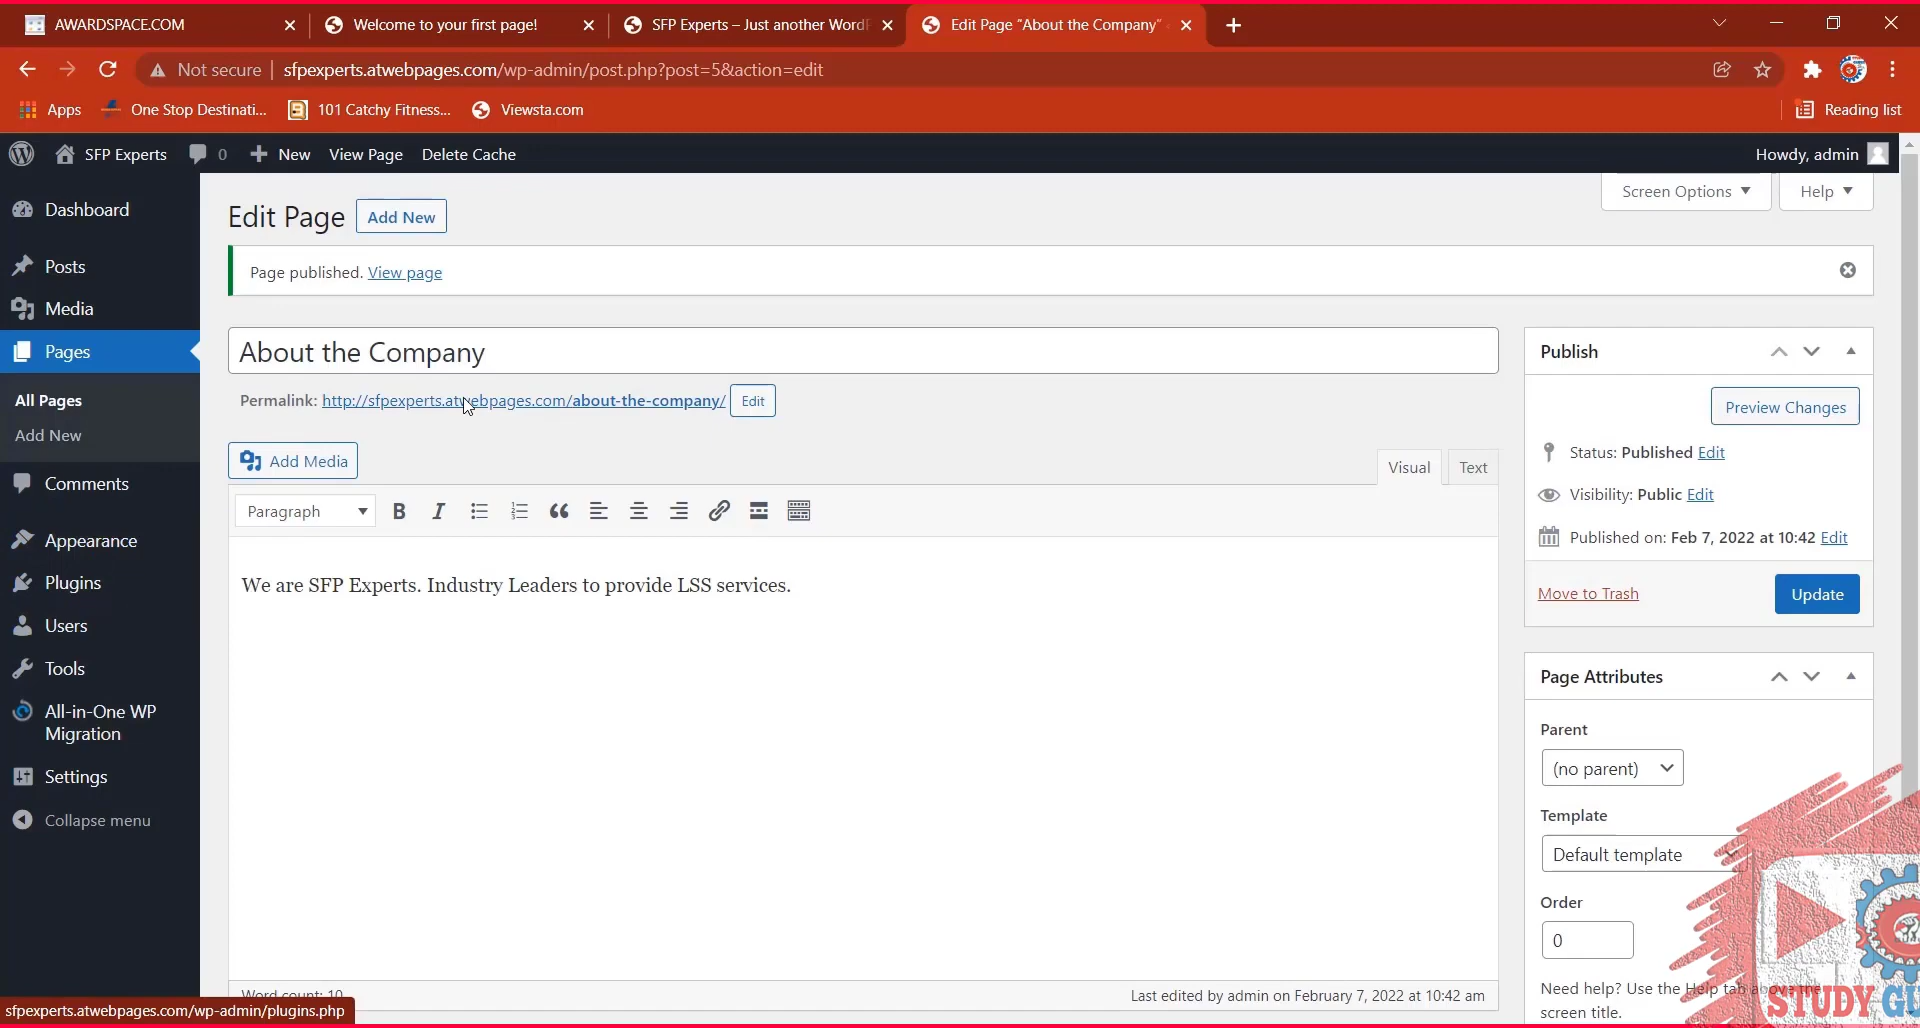 AWARDSPACE.COM
Welcome to your first page!
SFP Experts – Just another WordP
Edit Page “About the Company”
Not secure
sfpexperts.atwebpages.com/wp-admin/post.php?post=5&action=edit
Apps
One Stop Destinati...
101 Catchy Fitness...
Viewsta.com
Reading list
SFP Experts
0
New
View Page
Delete Cache
Howdy, admin
Screen Options
Help
Dashboard
Posts
Media
Pages
All Pages
Add New
Comments
Appearance
Plugins
Users
Tools
All-in-One WP
Migration
Settings
Collapse menu
Edit Page
Add New
Page published. View page
About the Company
Permalink: http://sfpexperts.atwebpages.com/about-the-company/
Edit
Add Media
Visual
Text
Paragraph
B
I
We are SFP Experts. Industry Leaders to provide LSS services.
Word count: 10
Last edited by admin on February 7, 2022 at 10:42 am
Publish
Preview Changes
Status: Published Edit
Visibility: Public Edit
Published on: Feb 7, 2022 at 10:42 Edit
Move to Trash
Update
Page Attributes
Parent
(no parent)
Template
Default template
Order
0
Need help? Use the Help tab above the
screen title.
STUDY GU
sfpexperts.atwebpages.com/wp-admin/plugins.php